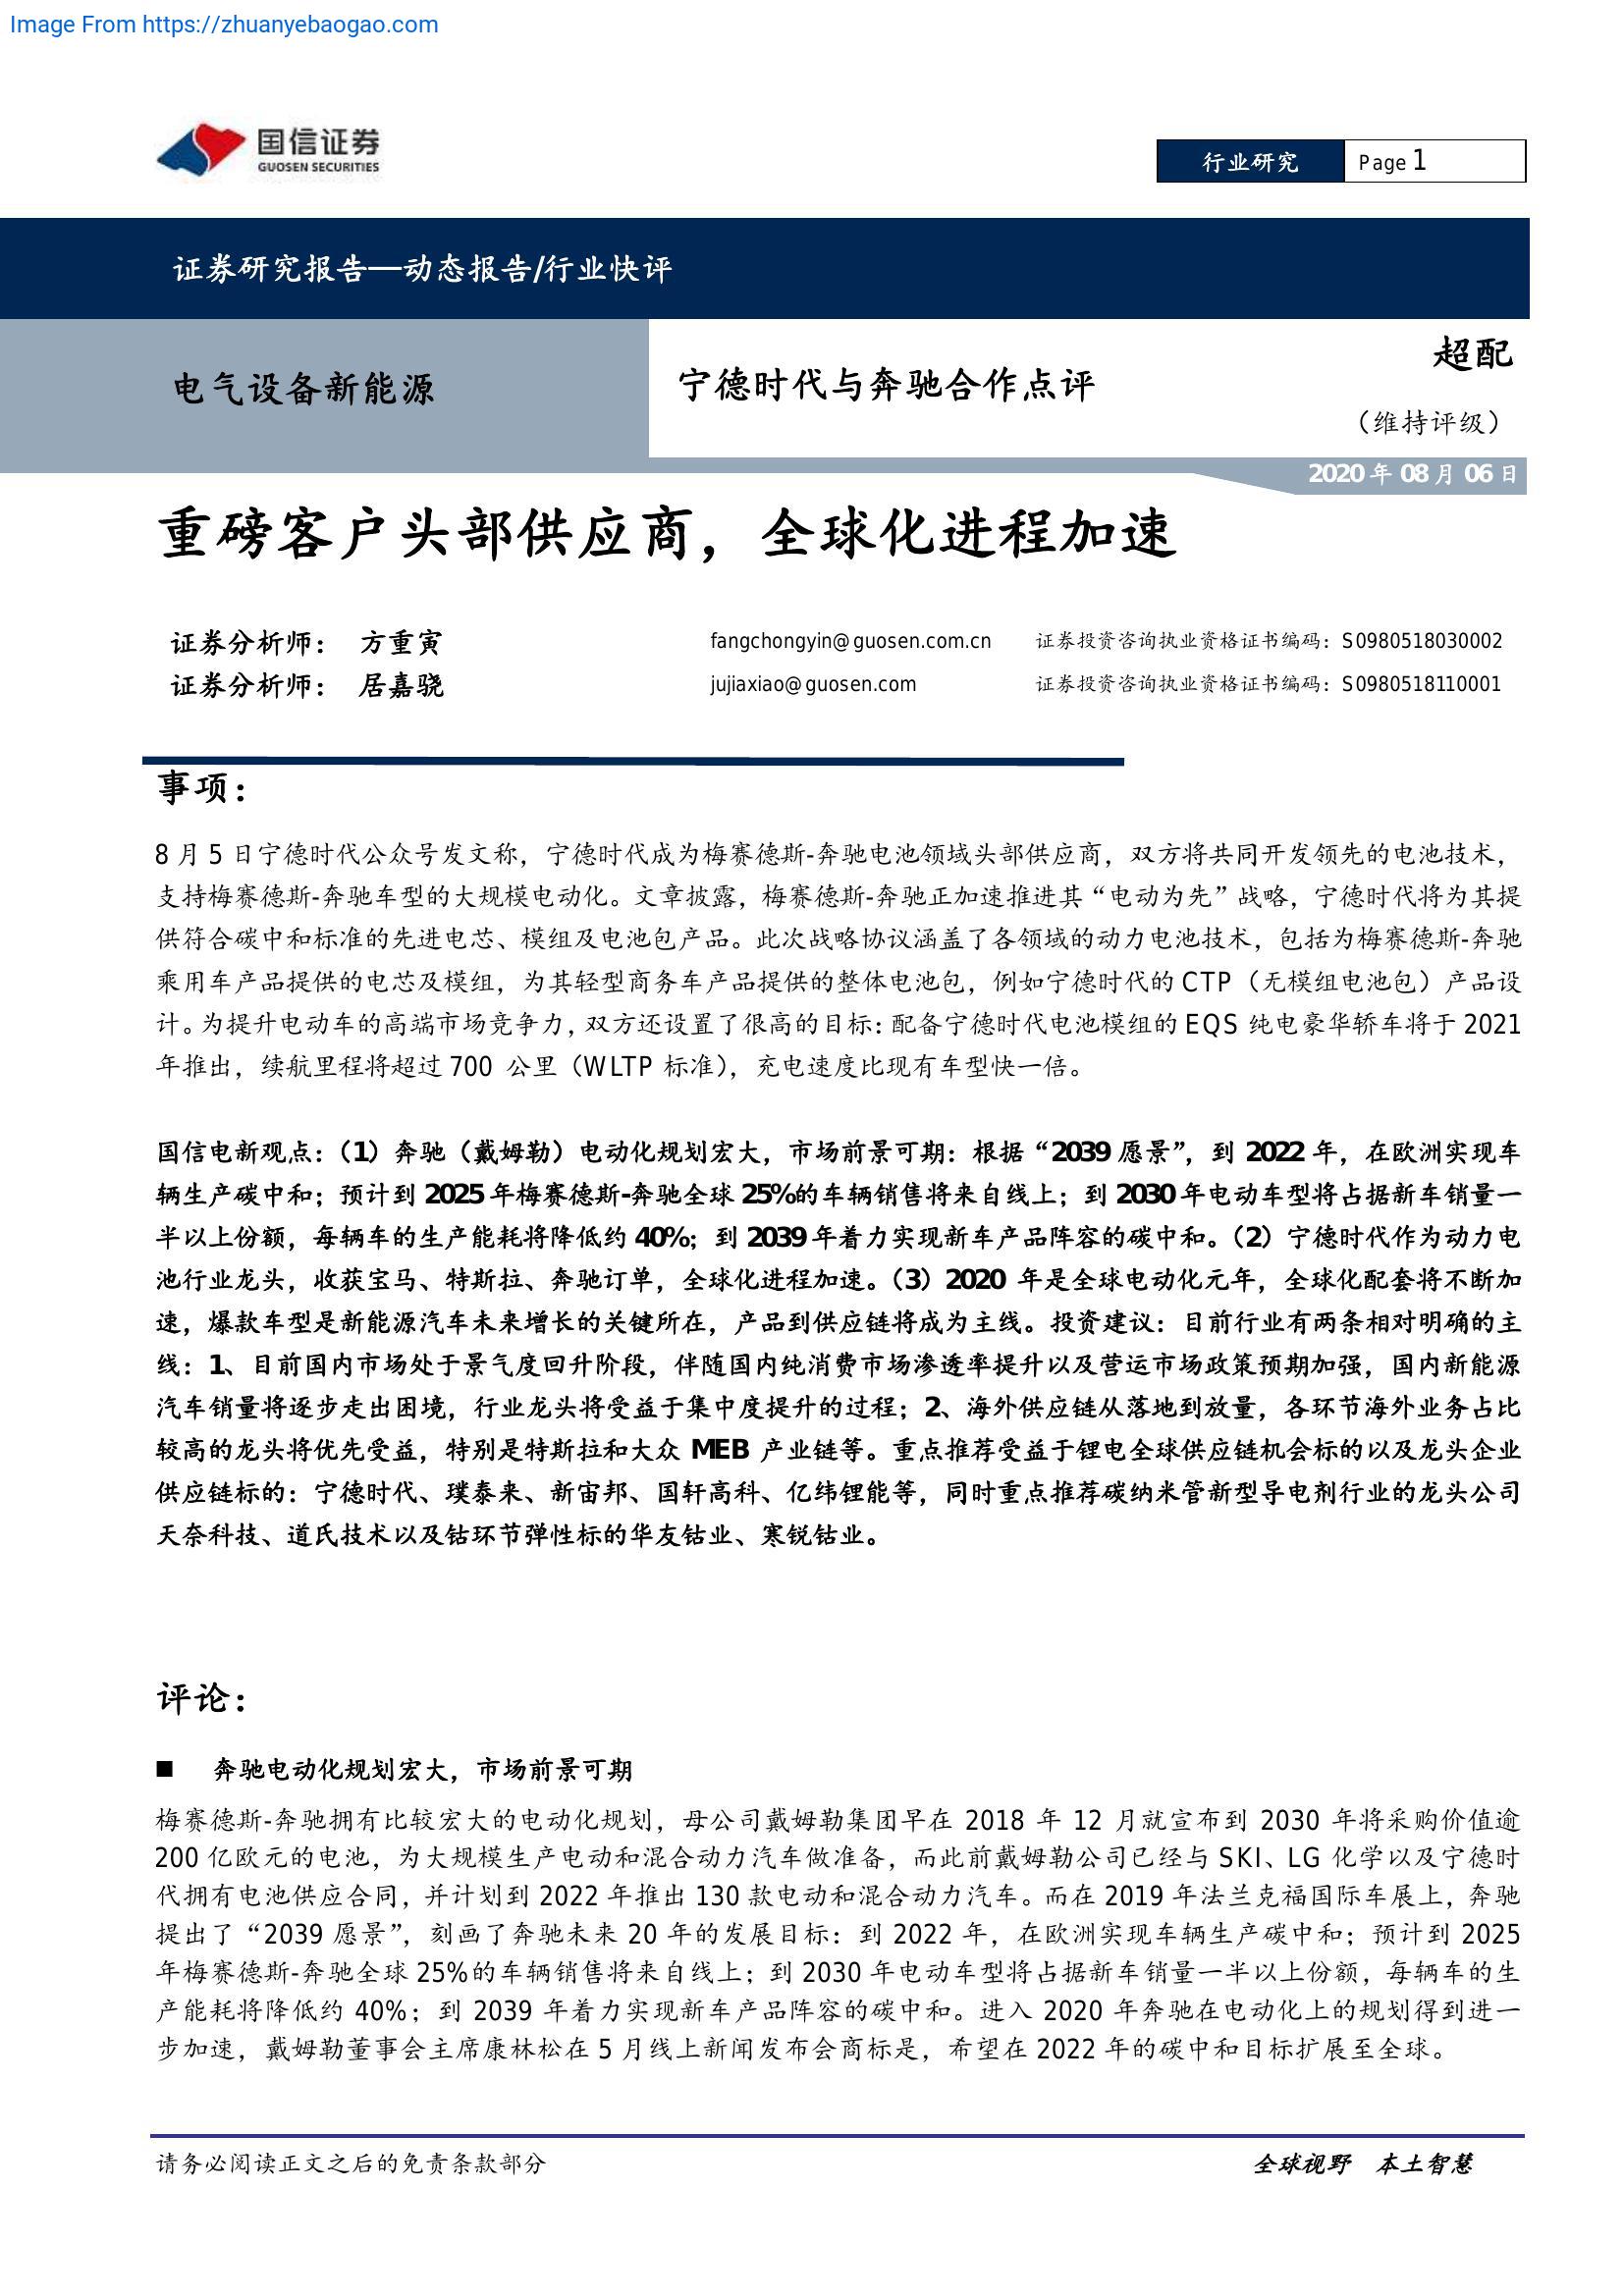 Image From https://zhuanyebaogao.com
国信证券
GUOSEN SECURITIES
行业研究
Page 1
证券研究报告—动态报告/行业快评
电气设备新能源
宁德时代与奔驰合作点评
超配
（维持评级）
2020 年 08 月 06 日
重磅客户头部供应商，全球化进程加速
证券分析师： 方重寅 fangchongyin@guosen.com.cn 证券投资咨询执业资格证书编码：S0980518030002
证券分析师： 居嘉骁 jujiaxiao@guosen.com 证券投资咨询执业资格证书编码：S0980518110001
事项：
8 月 5 日宁德时代公众号发文称，宁德时代成为梅赛德斯-奔驰电池领域头部供应商，双方将共同开发领先的电池技术，
支持梅赛德斯-奔驰车型的大规模电动化。文章披露，梅赛德斯-奔驰正加速推进其“电动为先”战略，宁德时代将为其提
供符合碳中和标准的先进电芯、模组及电池包产品。此次战略协议涵盖了各领域的动力电池技术，包括为梅赛德斯-奔驰
乘用车产品提供的电芯及模组，为其轻型商务车产品提供的整体电池包，例如宁德时代的 CTP（无模组电池包）产品设
计。为提升电动车的高端市场竞争力，双方还设置了很高的目标：配备宁德时代电池模组的 EQS 纯电豪华轿车将于 2021
年推出，续航里程将超过 700 公里（WLTP 标准），充电速度比现有车型快一倍。
国信电新观点：（1）奔驰（戴姆勒）电动化规划宏大，市场前景可期：根据“2039 愿景”，到 2022 年，在欧洲实现车
辆生产碳中和；预计到 2025 年梅赛德斯-奔驰全球 25%的车辆销售将来自线上；到 2030 年电动车型将占据新车销量一
半以上份额，每辆车的生产能耗将降低约 40%；到 2039 年着力实现新车产品阵容的碳中和。（2）宁德时代作为动力电
池行业龙头，收获宝马、特斯拉、奔驰订单，全球化进程加速。（3）2020 年是全球电动化元年，全球化配套将不断加
速，爆款车型是新能源汽车未来增长的关键所在，产品到供应链将成为主线。投资建议：目前行业有两条相对明确的主
线：1、目前国内市场处于景气度回升阶段，伴随国内纯消费市场渗透率提升以及营运市场政策预期加强，国内新能源
汽车销量将逐步走出困境，行业龙头将受益于集中度提升的过程；2、海外供应链从落地到放量，各环节海外业务占比
较高的龙头将优先受益，特别是特斯拉和大众 MEB 产业链等。重点推荐受益于锂电全球供应链机会标的以及龙头企业
供应链标的：宁德时代、璞泰来、新宙邦、国轩高科、亿纬锂能等，同时重点推荐碳纳米管新型导电剂行业的龙头公司
天奈科技、道氏技术以及钴环节弹性标的华友钴业、寒锐钴业。
评论：
■ 奔驰电动化规划宏大，市场前景可期
梅赛德斯-奔驰拥有比较宏大的电动化规划，母公司戴姆勒集团早在 2018 年 12 月就宣布到 2030 年将采购价值逾
200 亿欧元的电池，为大规模生产电动和混合动力汽车做准备，而此前戴姆勒公司已经与 SKI、LG 化学以及宁德时
代拥有电池供应合同，并计划到 2022 年推出 130 款电动和混合动力汽车。而在 2019 年法兰克福国际车展上，奔驰
提出了“2039 愿景”，刻画了奔驰未来 20 年的发展目标：到 2022 年，在欧洲实现车辆生产碳中和；预计到 2025
年梅赛德斯-奔驰全球 25%的车辆销售将来自线上；到 2030 年电动车型将占据新车销量一半以上份额，每辆车的生
产能耗将降低约 40%；到 2039 年着力实现新车产品阵容的碳中和。进入 2020 年奔驰在电动化上的规划得到进一
步加速，戴姆勒董事会主席康林松在 5 月线上新闻发布会商标是，希望在 2022 年的碳中和目标扩展至全球。
请务必阅读正文之后的免责条款部分
全球视野 本土智慧